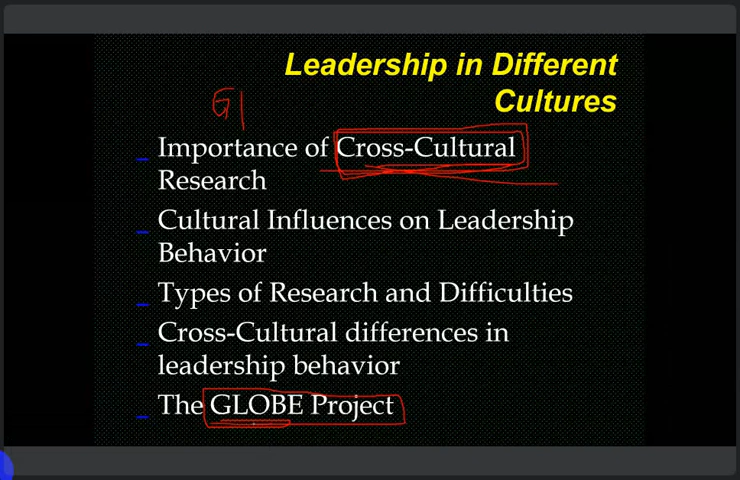 Leadership in Different
Cultures
G
Importance of Cross-Cultural
Research
Cultural Influences on Leadership
Behavior
Types of Research and Difficulties
Cross-Cultural differences in
leadership behavior
The GLOBE Project